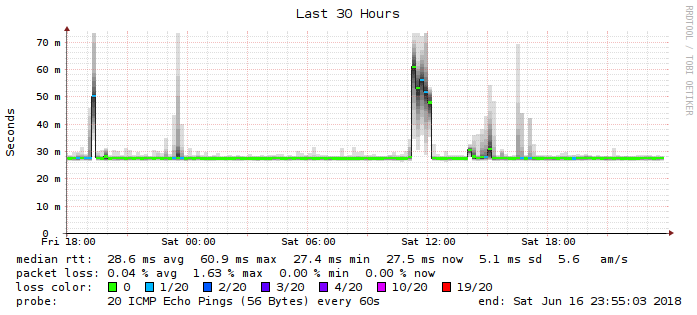 Last 30 Hours
RRDTOOL / TOBI OETIKER
Seconds
70 m
60 m
50 m
40 m
30 m
20 m
10 m
0
Fri 18:00 Sat 00:00 Sat 06:00 Sat 12:00 Sat 18:00
median rtt: 28.6 ms avg 60.9 ms max 27.4 ms min 27.5 ms now 5.1 ms sd 5.6 am/s
packet loss: 0.04 % avg 1.63 % max 0.00 % min 0.00 % now
loss color: 0 1/20 2/20 3/20 4/20 10/20 19/20
probe: 20 ICMP Echo Pings (56 Bytes) every 60s end: Sat Jun 16 23:55:03 2018